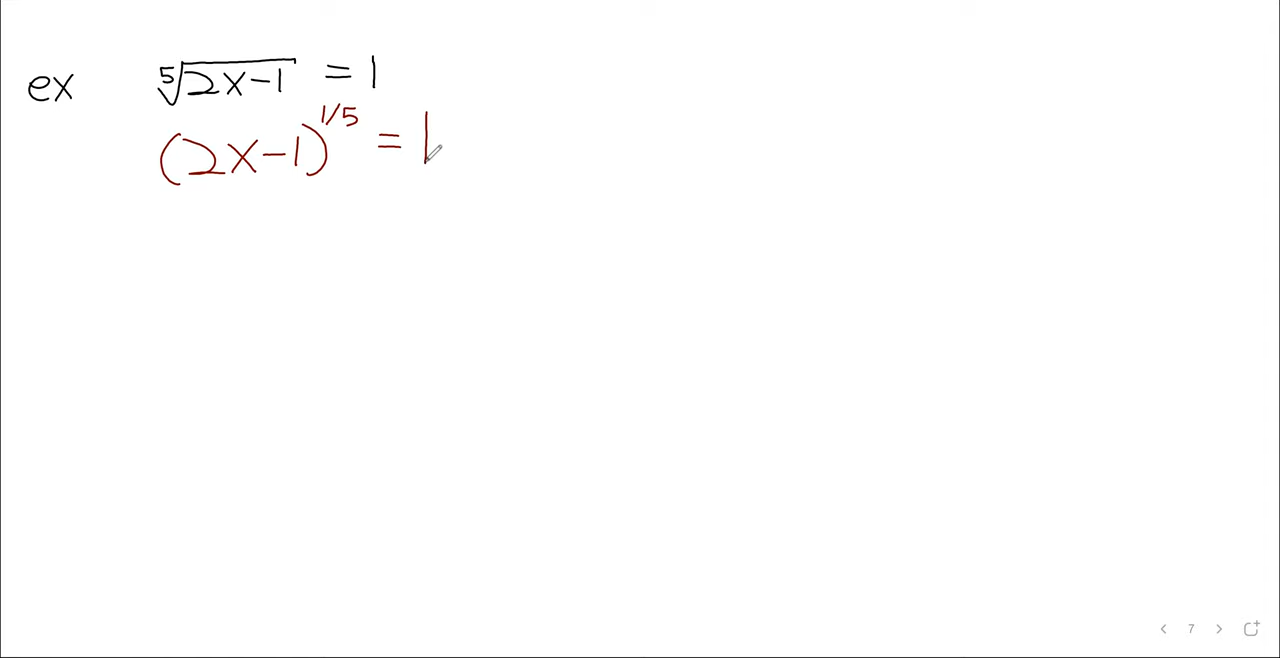 ex ⁵√(2x-1) = 1
(2x-1)^1/5 = 1
< 7 >